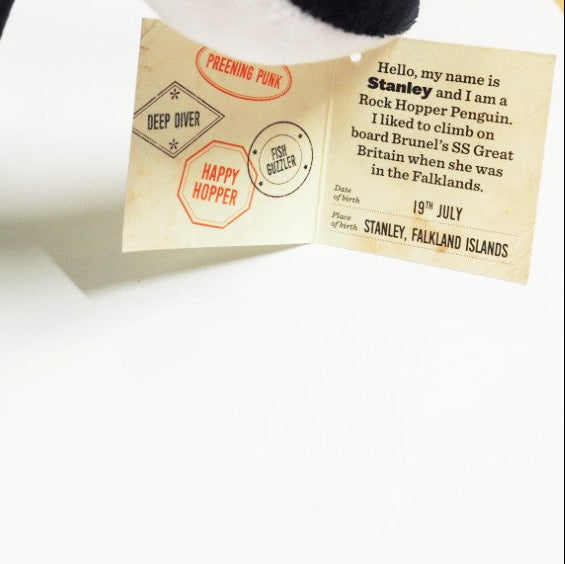 PREENING PUNK
DEEP DIVER
FISH
GUZZLER
HAPPY
HOPPER
Hello, my name is
Stanley and I am a
Rock Hopper Penguin.
I liked to climb on
board Brunel's SS Great
Britain when she was
in the Falklands.
Date
of birth
19TH JULY
Place
of birth
STANLEY, FALKLAND ISLANDS